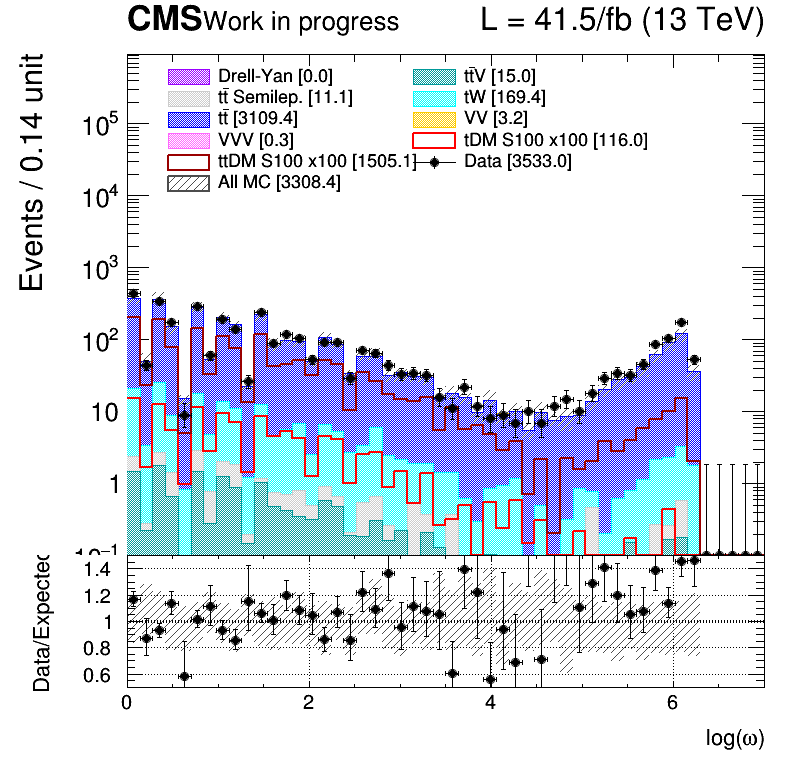 CMS Work in progress L = 41.5/fb (13 TeV)
Drell-Yan [0.0] tt̄V [15.0]
tt̄ Semilep. [11.1] tW [169.4]
tt̄ [3109.4] VV [3.2]
VVV [0.3] tDM S100 x100 [116.0]
ttDM S100 x100 [1505.1] Data [3533.0]
All MC [3308.4]
Events / 0.14 unit
10⁵
10⁴
10³
10²
10
1
10⁻¹
Data/Expected
1.4
1.2
1
0.8
0.6
0 2 4 6
log(ω)